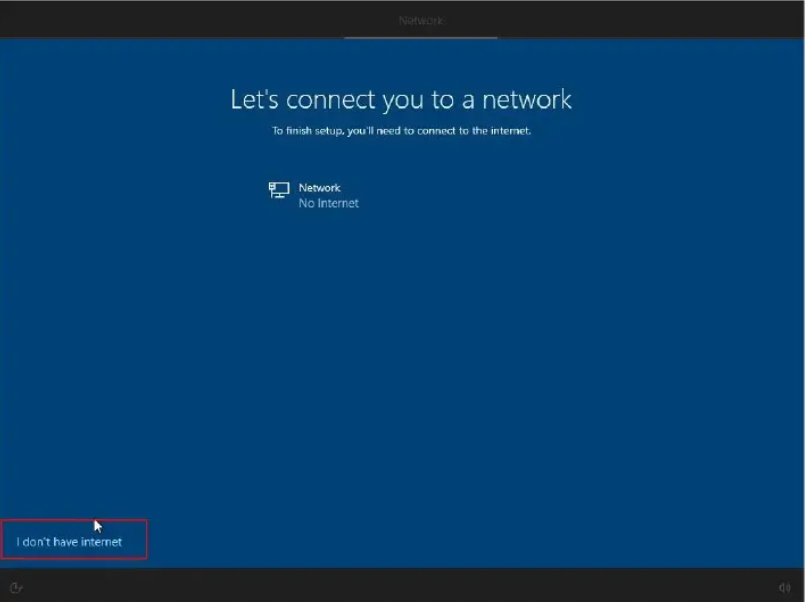 Network
Let's connect you to a network
To finish setup, you'll need to connect to the internet.
Network
No Internet
I don't have internet